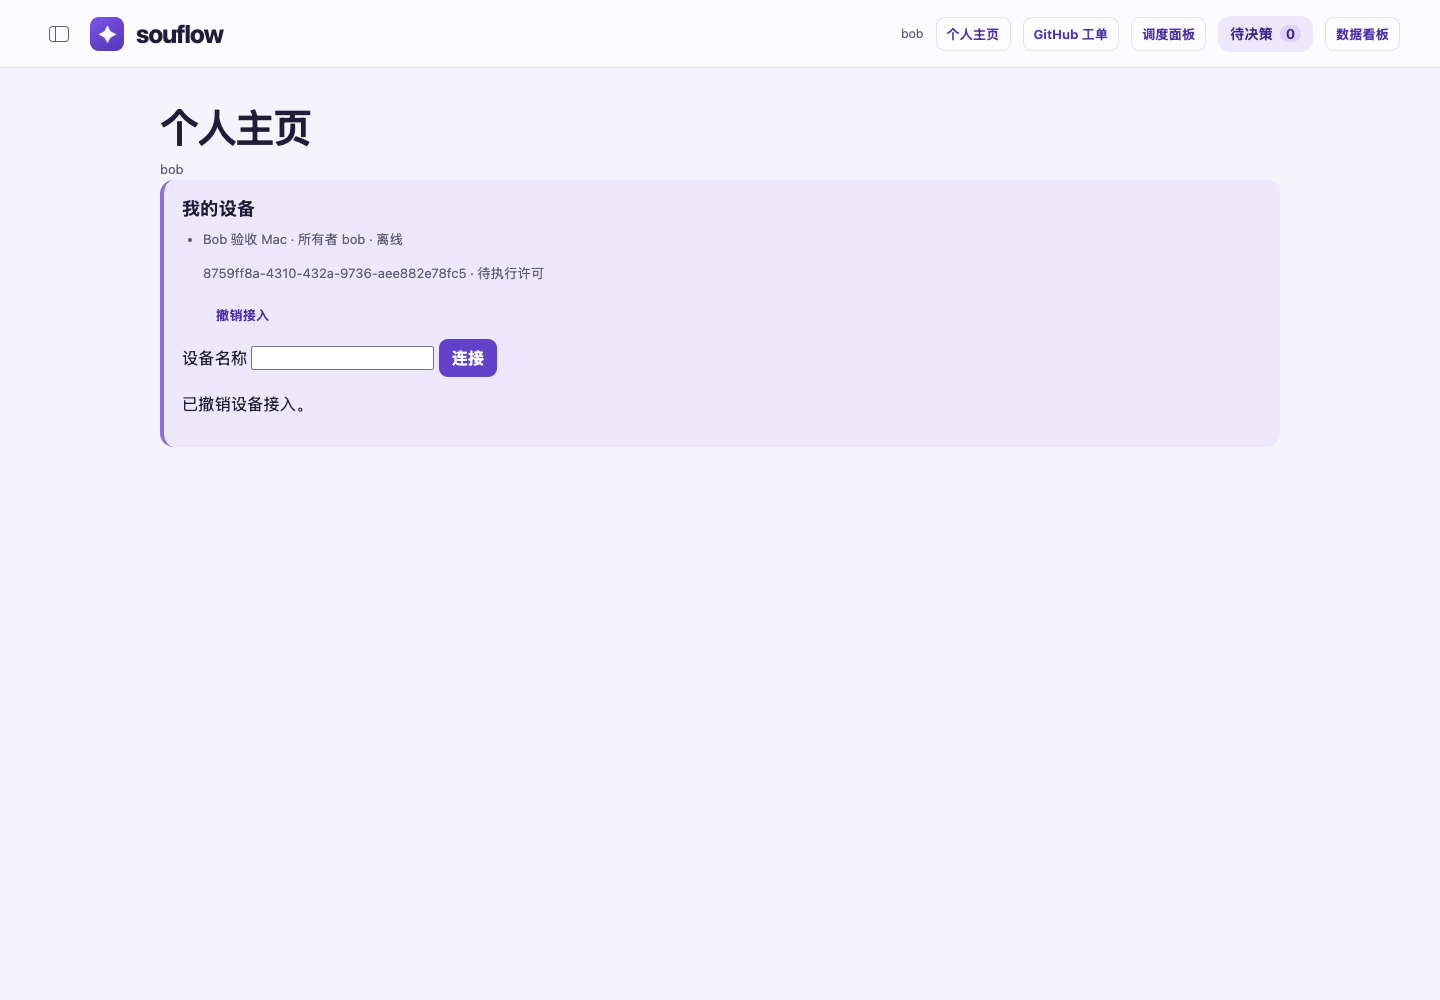 souflow
bob 个人主页 GitHub 工单 调度面板 待决策 0 数据看板
个人主页
bob
我的设备
• Bob 验收 Mac · 所有者 bob · 离线
8759ff8a-4310-432a-9736-aee882e78fc5 · 待执行许可
撤销接入
设备名称 连接
已撤销设备接入。